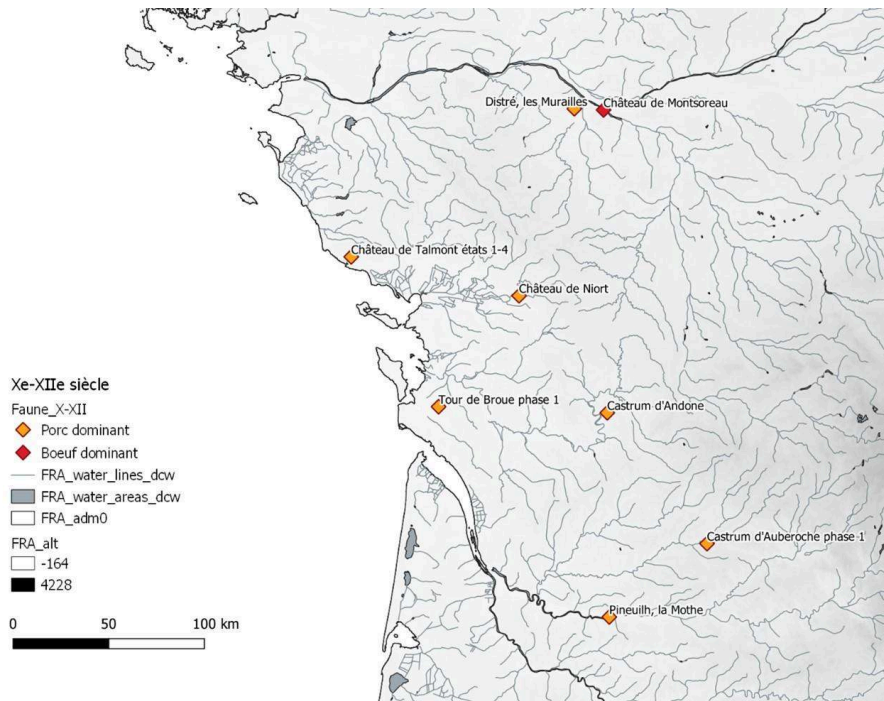 Distré, les Murailles
Château de Montsoreau
Château de Talmont états 1-4
Château de Niort
Tour de Broue phase 1
Castrum d'Andone
Castrum d'Auberoche phase 1
Pineuilh, la Mothe
Xe-XIIe siècle
Faune_X-XII
Porc dominant
Boeuf dominant
FRA_water_lines_dcw
FRA_water_areas_dcw
FRA_adm0
FRA_alt
-164
4228
0 50 100 km